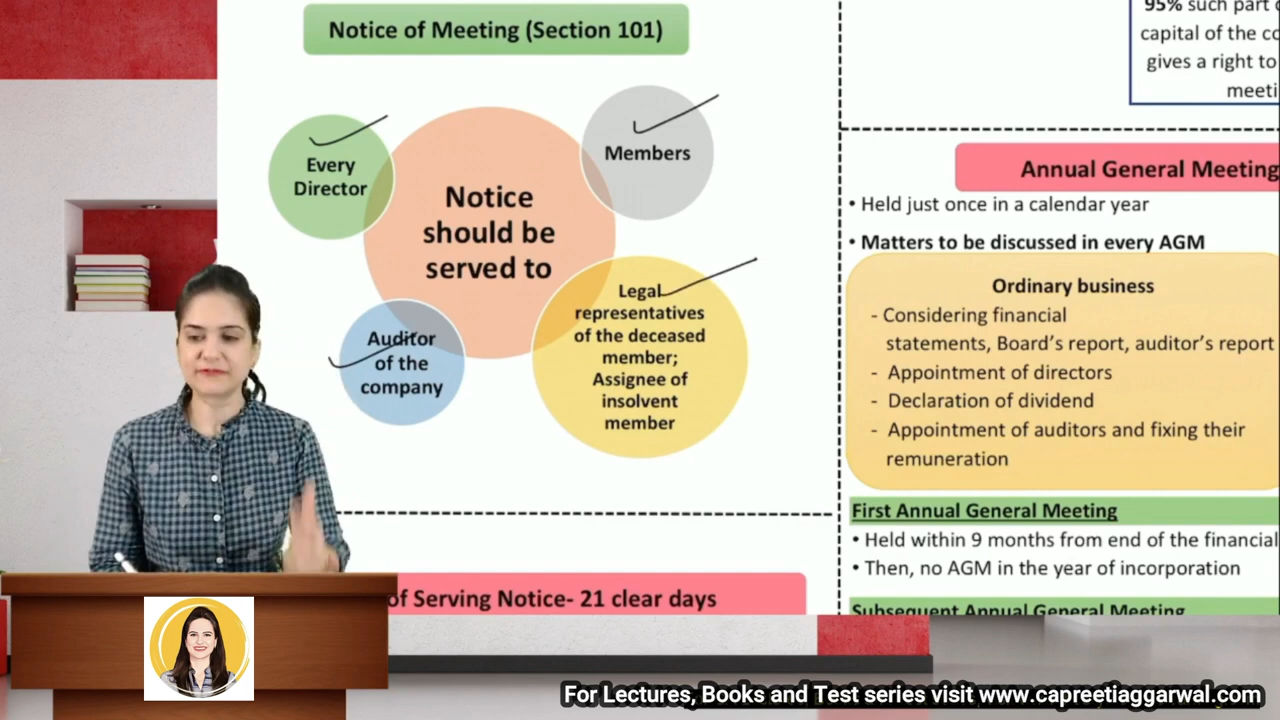 Notice of Meeting (Section 101)
Every
Director
Members
Notice
should be
served to
Legal
representatives
of the deceased
member;
Assignee of
insolvent
member
Auditor
of the
company
of Serving Notice- 21 clear days
95% such part
capital of the
gives a right to
Annual General Meeting
• Held just once in a calendar year
• Matters to be discussed in every AGM
Ordinary business
- Considering financial
statements, Board's report, auditor's report
- Appointment of directors
- Declaration of dividend
- Appointment of auditors and fixing their
remuneration
First Annual General Meeting
• Held within 9 months from end of the financial
• Then, no AGM in the year of incorporation
Subsequent Annual General Meeting
For Lectures, Books and Test series visit www.capreetiaggarwal.com